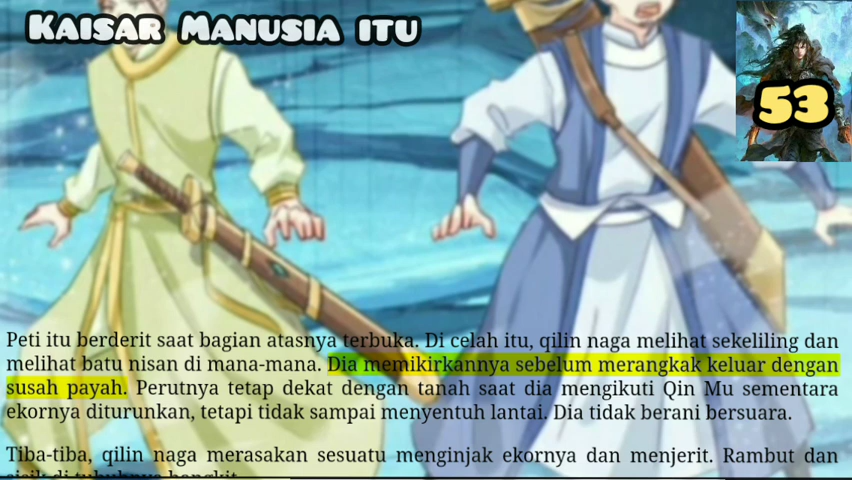 Kaisar Manusia itu
53
Peti itu berderit saat bagian atasnya terbuka. Di celah itu, qilin naga melihat sekeliling dan
melihat batu nisan di mana-mana. Dia memikirkannya sebelum merangkak keluar dengan
susah payah. Perutnya tetap dekat dengan tanah saat dia mengikuti Qin Mu sementara
ekornya diturunkan, tetapi tidak sampai menyentuh lantai. Dia tidak berani bersuara.
Tiba-tiba, qilin naga merasakan sesuatu menginjak ekornya dan menjerit. Rambut dan